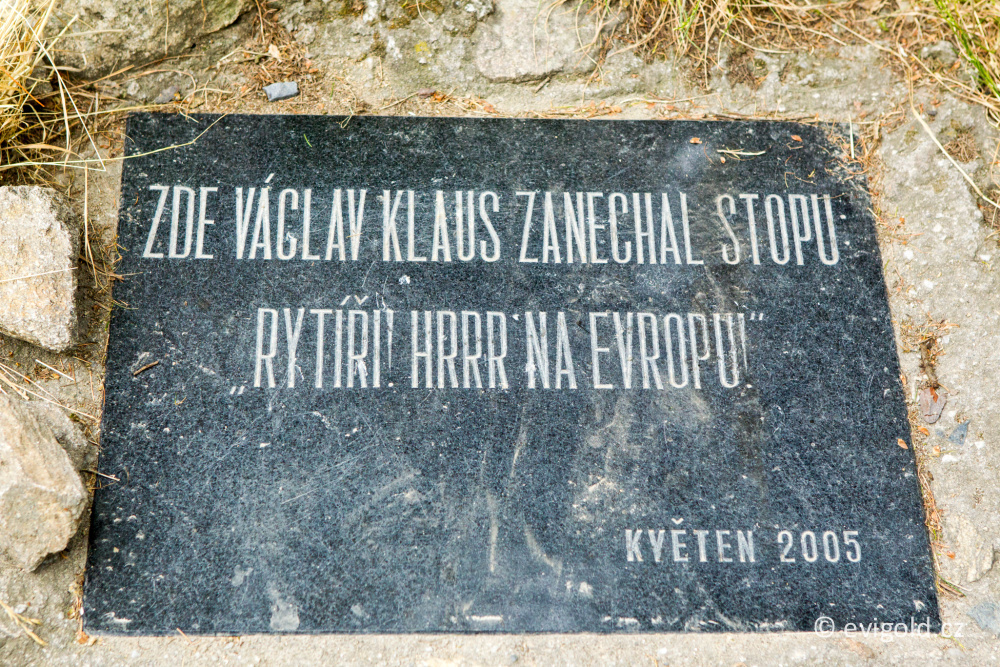 ZDE VÁCLAV KLAUS ZANECHAL STOPU
„RYTÍŘI! HRRR NA EVROPU!“
KVĚTEN 2005
© evigold.cz